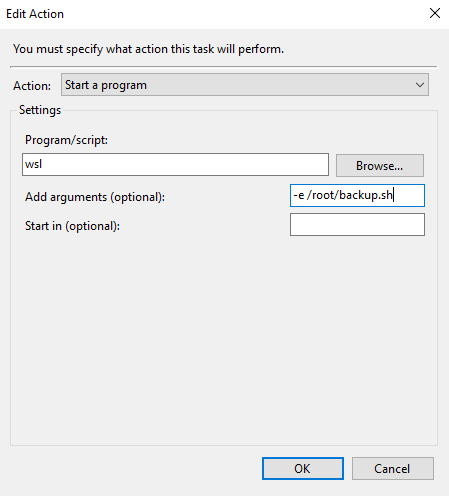 Edit Action
You must specify what action this task will perform.
Action: Start a program
Settings
Program/script:
wsl
Browse...
Add arguments (optional): -e /root/backup.sh
Start in (optional):
OK Cancel